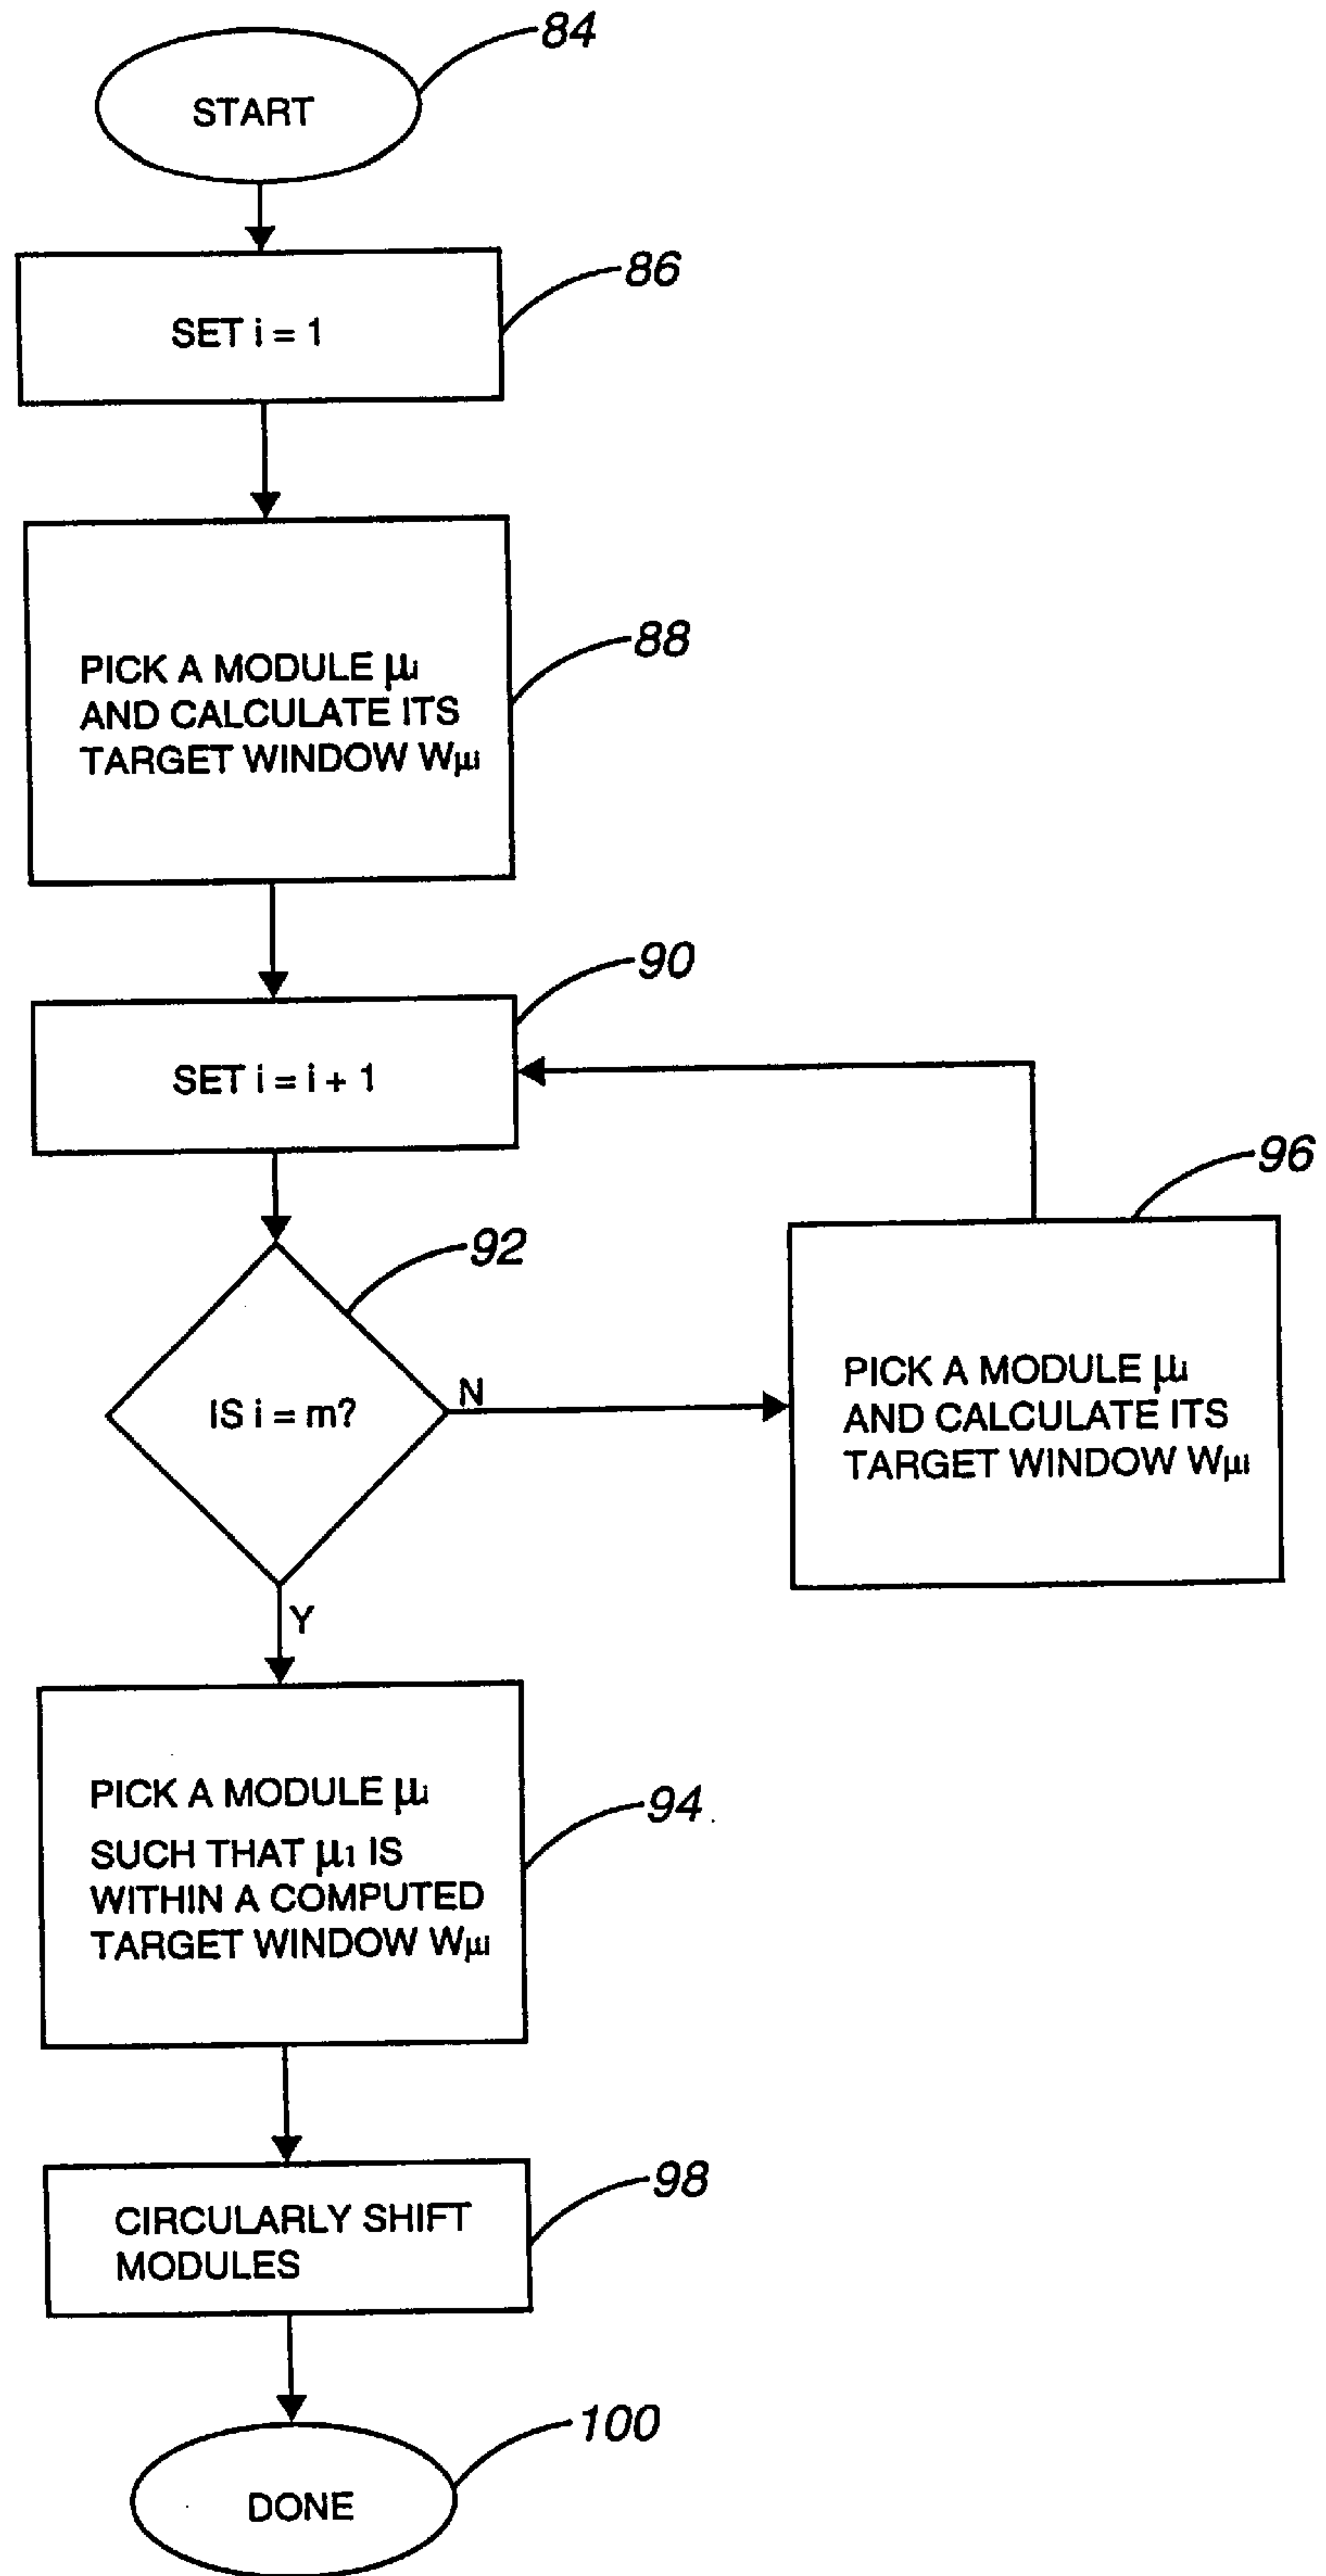 START
84
SET i = 1
86
PICK A MODULE μi
AND CALCULATE ITS
TARGET WINDOW Wμi
88
SET i = i + 1
90
IS i = m?
92
N
PICK A MODULE μi
AND CALCULATE ITS
TARGET WINDOW Wμi
96
Y
PICK A MODULE μi
SUCH THAT μ1 IS
WITHIN A COMPUTED
TARGET WINDOW Wμi
94
CIRCULARLY SHIFT
MODULES
98
DONE
100